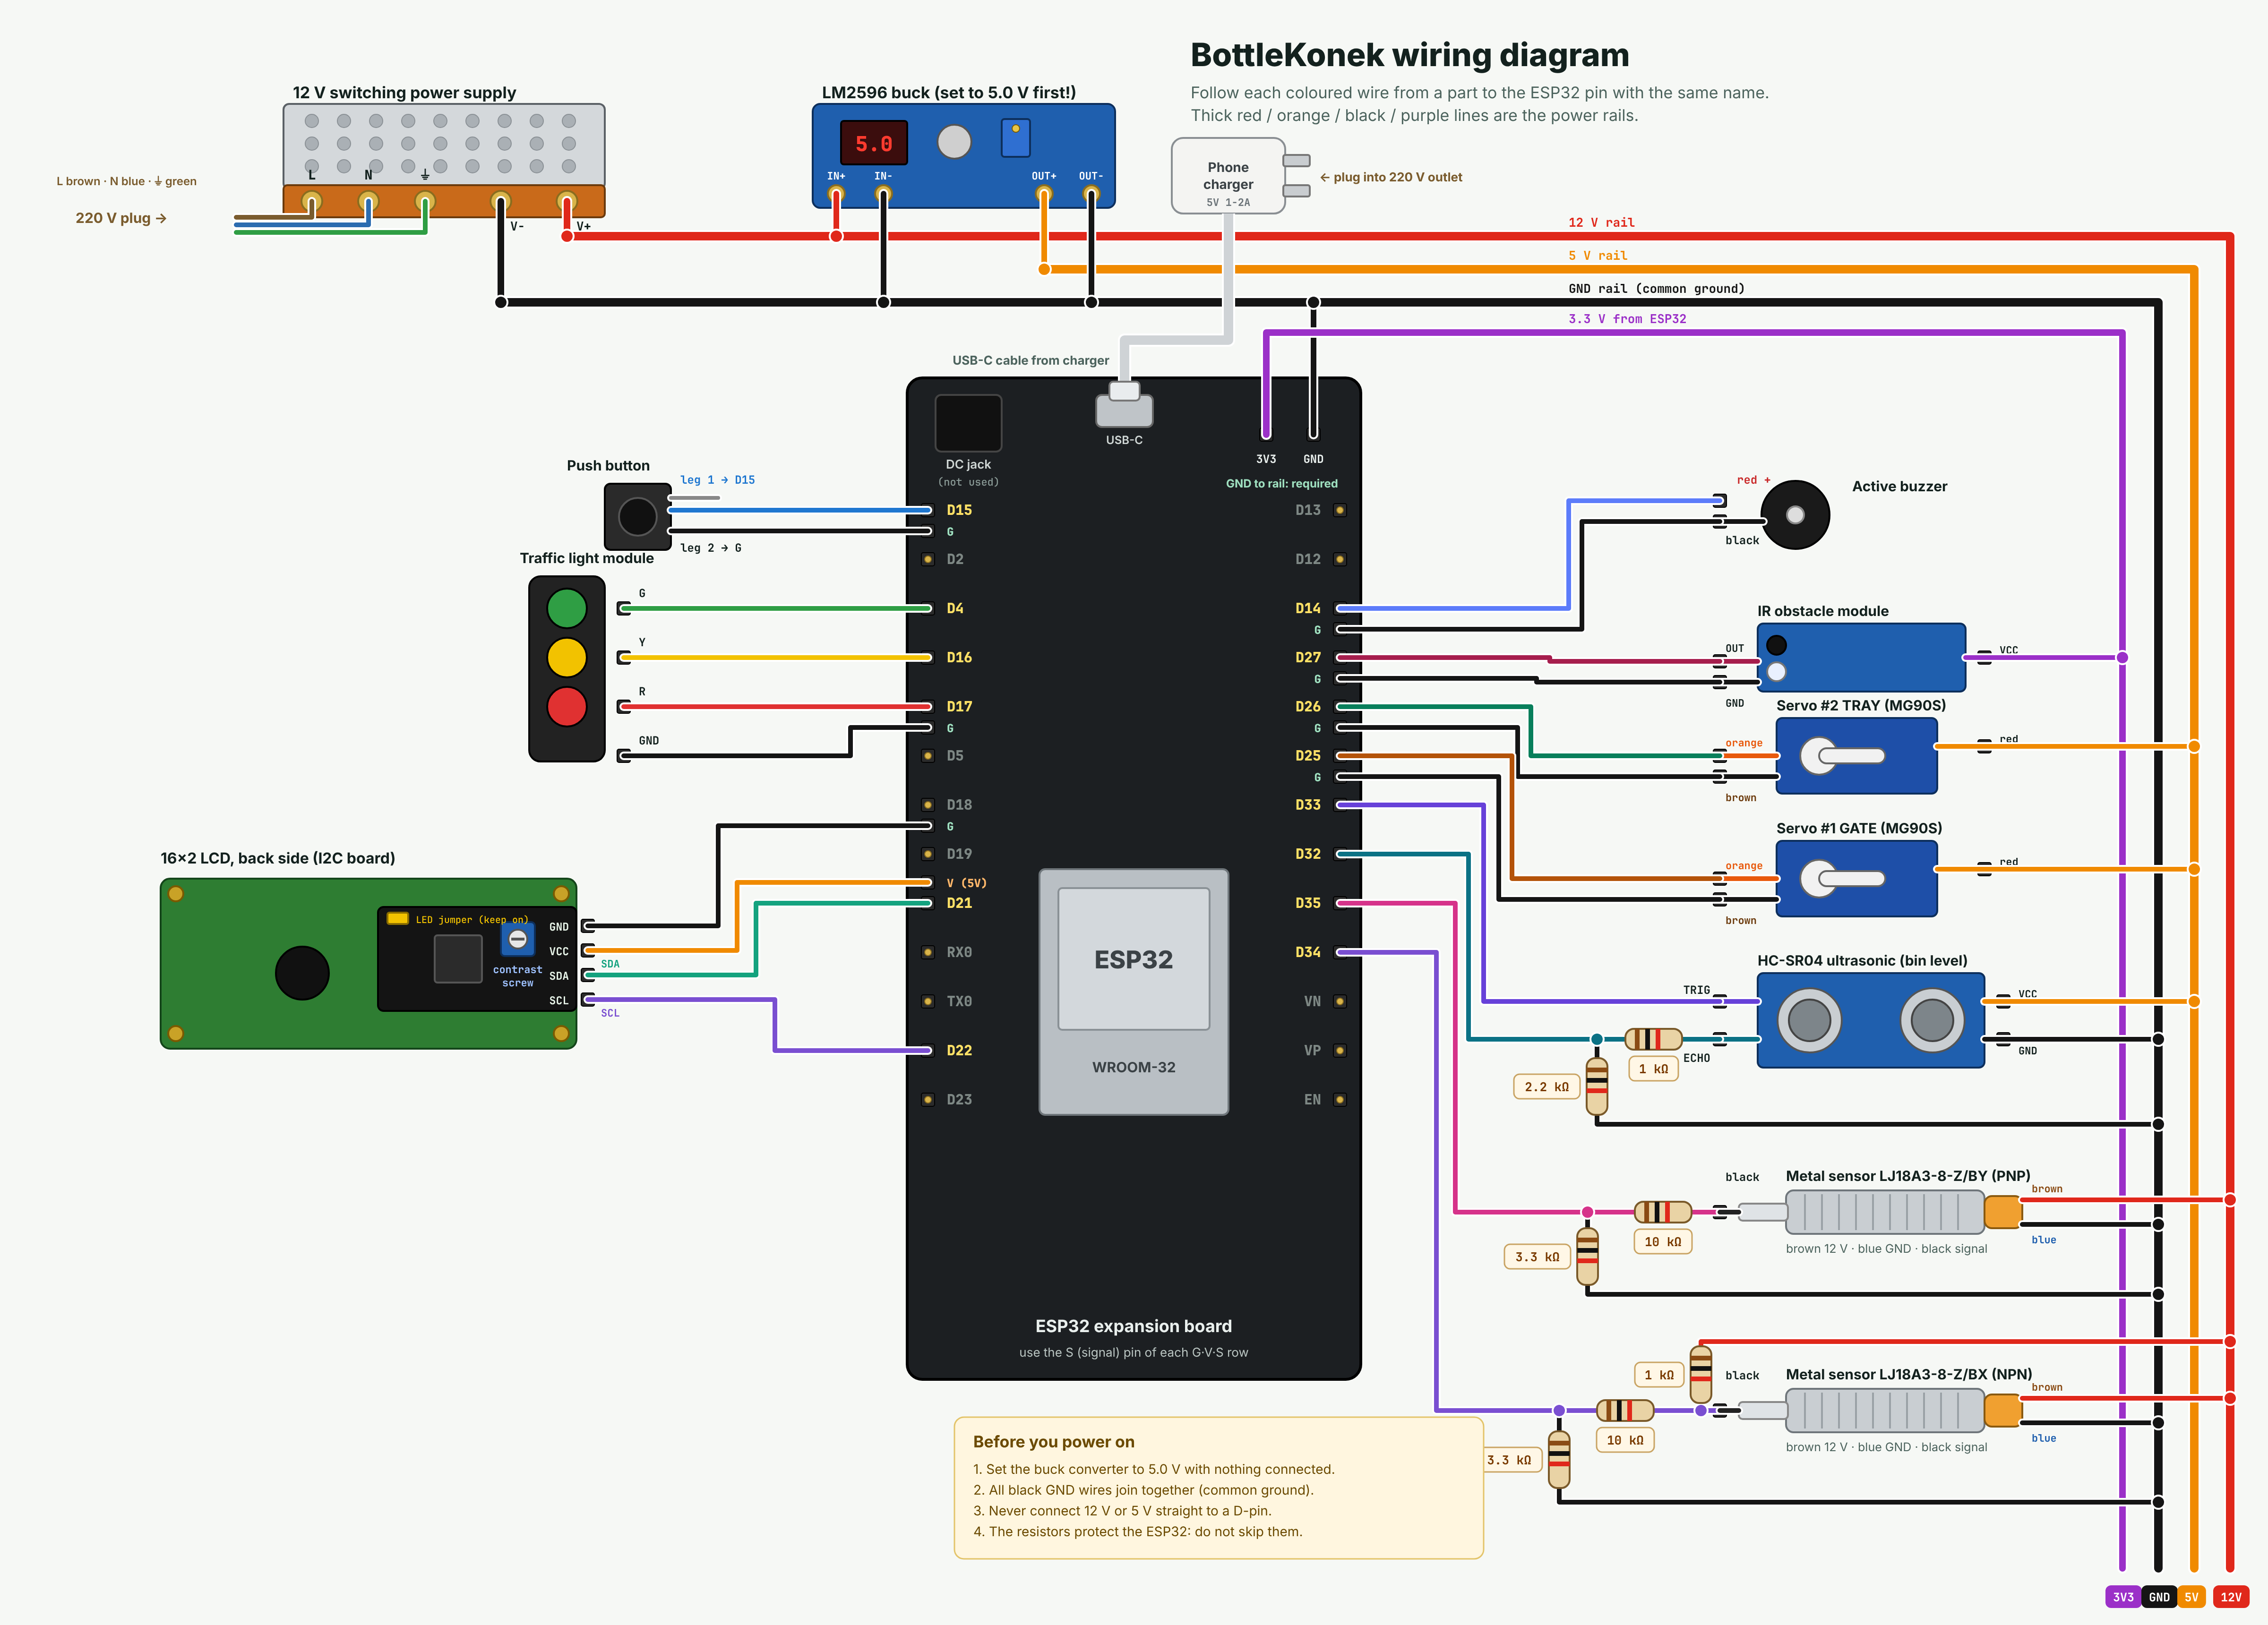 BottleKonek wiring diagram
Follow each coloured wire from a part to the ESP32 pin with the same name.
Thick red / orange / black / purple lines are the power rails.
12 V switching power supply
L
N
⏚
L brown · N blue · ⏚ green
220 V plug →
V-
V+
LM2596 buck (set to 5.0 V first!)
5.0
IN+
IN-
OUT+
OUT-
Phone
charger
5V 1-2A
← plug into 220 V outlet
12 V rail
5 V rail
GND rail (common ground)
3.3 V from ESP32
USB-C cable from charger
DC jack
(not used)
USB-C
3V3
GND
GND to rail: required
Push button
leg 1 → D15
leg 2 → G
Traffic light module
G
Y
R
GND
16×2 LCD, back side (I2C board)
LED jumper (keep on)
contrast
screw
GND
VCC
SDA
SCL
SDA
SCL
D15
G
D2
D4
D16
D17
G
D5
D18
G
D19
V (5V)
D21
RX0
TX0
D22
D23
D13
D12
D14
G
D27
G
D26
G
D25
G
D33
D32
D35
D34
VN
VP
EN
ESP32
WROOM-32
ESP32 expansion board
use the S (signal) pin of each G·V·S row
red +
black
Active buzzer
IR obstacle module
OUT
GND
VCC
Servo #2 TRAY (MG90S)
orange
brown
red
Servo #1 GATE (MG90S)
orange
brown
red
HC-SR04 ultrasonic (bin level)
TRIG
ECHO
VCC
GND
1 kΩ
2.2 kΩ
Metal sensor LJ18A3-8-Z/BY (PNP)
black
brown
blue
brown 12 V · blue GND · black signal
10 kΩ
3.3 kΩ
Metal sensor LJ18A3-8-Z/BX (NPN)
black
brown
blue
brown 12 V · blue GND · black signal
1 kΩ
10 kΩ
3.3 kΩ
Before you power on
1. Set the buck converter to 5.0 V with nothing connected.
2. All black GND wires join together (common ground).
3. Never connect 12 V or 5 V straight to a D-pin.
4. The resistors protect the ESP32: do not skip them.
3V3
GND
5V
12V